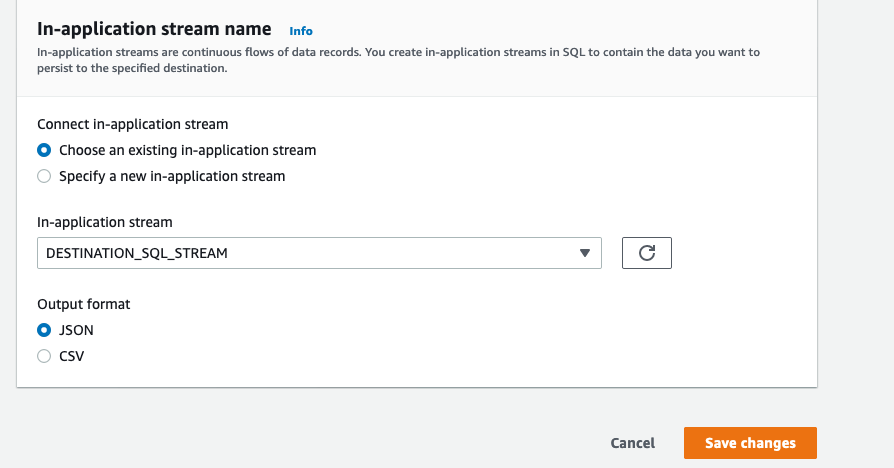 In-application stream name Info
In-application streams are continuous flows of data records. You create in-application streams in SQL to contain the data you want to
persist to the specified destination.
Connect in-application stream
Choose an existing in-application stream
Specify a new in-application stream
In-application stream
DESTINATION_SQL_STREAM
Output format
JSON
CSV
Cancel Save changes